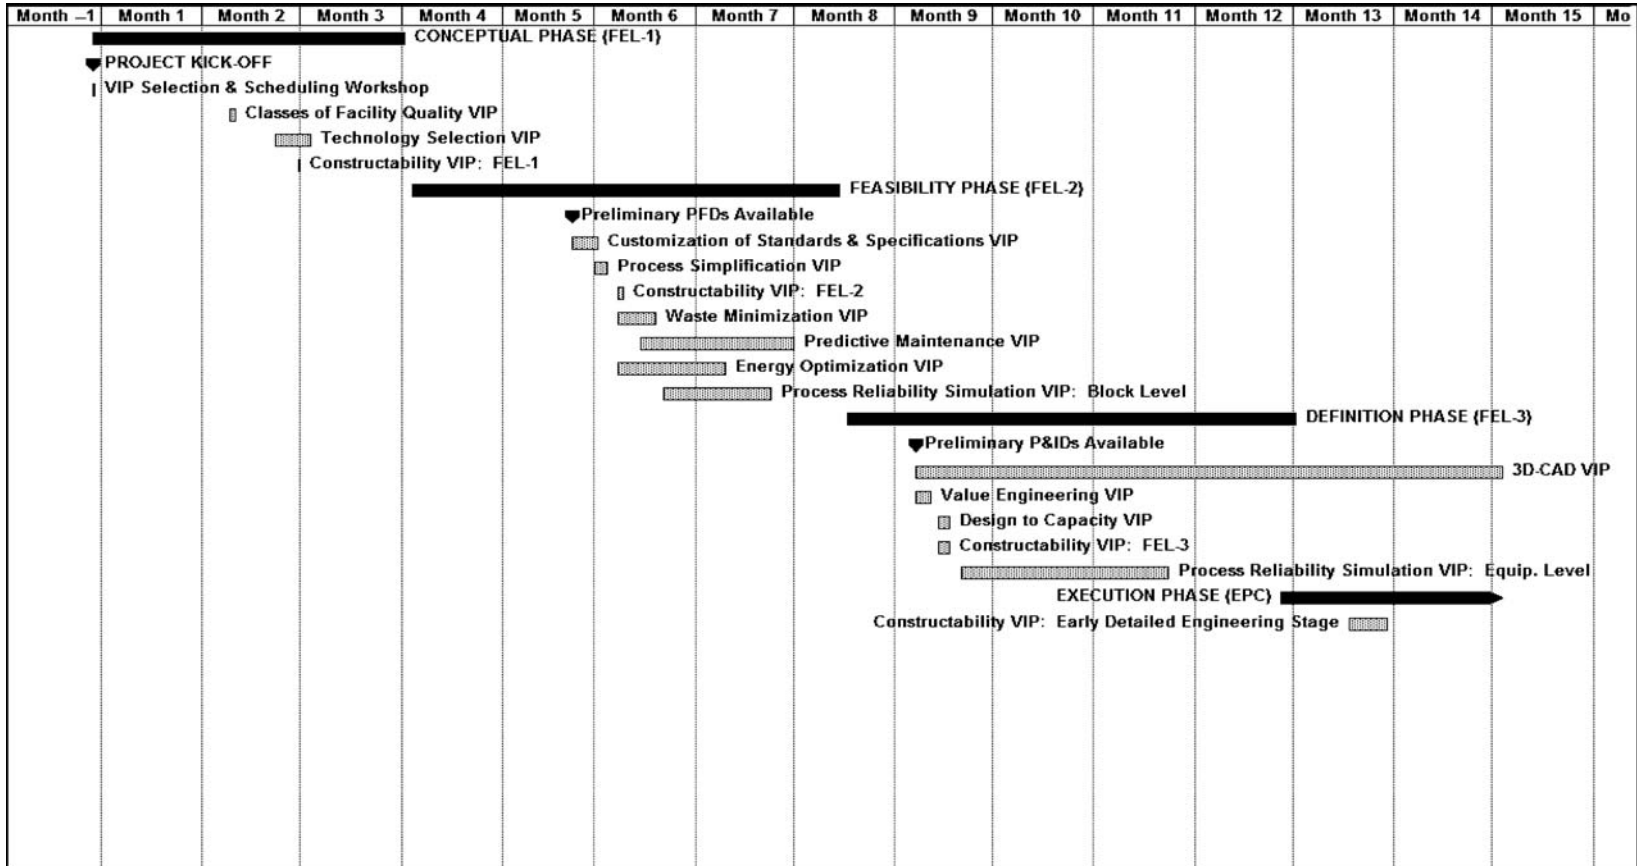 Month –1 Month 1 Month 2 Month 3 Month 4 Month 5 Month 6 Month 7 Month 8 Month 9 Month 10 Month 11 Month 12 Month 13 Month 14 Month 15 Mo
CONCEPTUAL PHASE (FEL-1)
PROJECT KICK-OFF
VIP Selection & Scheduling Workshop
Classes of Facility Quality VIP
Technology Selection VIP
Constructability VIP: FEL-1
FEASIBILITY PHASE (FEL-2)
Preliminary PFDs Available
Customization of Standards & Specifications VIP
Process Simplification VIP
Constructability VIP: FEL-2
Waste Minimization VIP
Predictive Maintenance VIP
Energy Optimization VIP
Process Reliability Simulation VIP: Block Level
DEFINITION PHASE (FEL-3)
Preliminary P&IDs Available
3D-CAD VIP
Value Engineering VIP
Design to Capacity VIP
Constructability VIP: FEL-3
Process Reliability Simulation VIP: Equip. Level
EXECUTION PHASE (EPC)
Constructability VIP: Early Detailed Engineering Stage